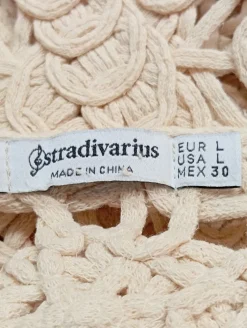 stradivarius
MADE IN CHINA
EUR L
USA L
MEX 30